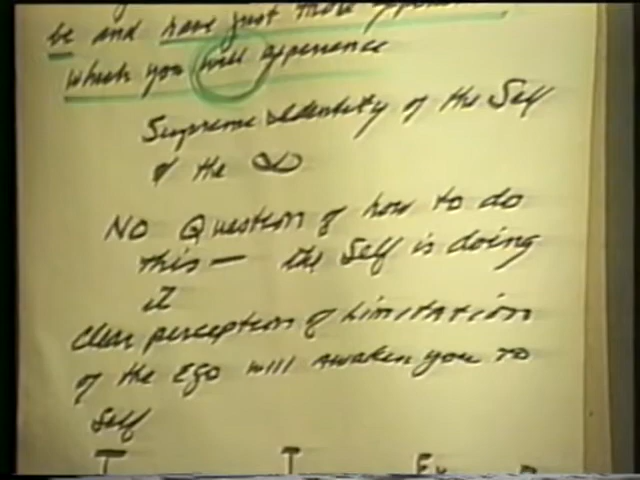 be and have just those
which you will experience
Supreme Identity of the Self
& the ∞
NO Question of how to do
this — the Self is doing
it
Clear perception of Limitation
of the Ego will awaken you to
Self